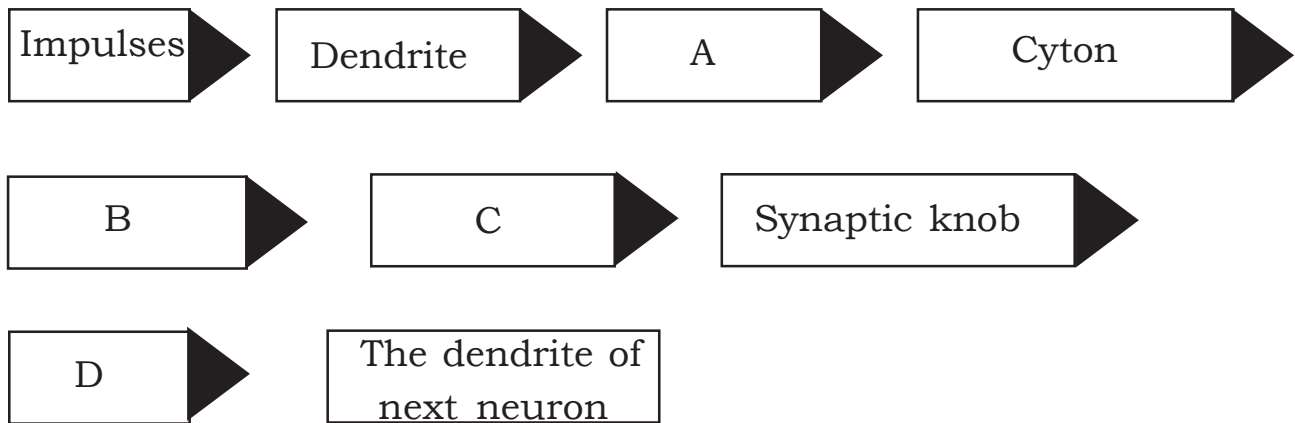 Impulses
Dendrite
A
Cyton
B
C
Synaptic knob
D
The dendrite of
next neuron